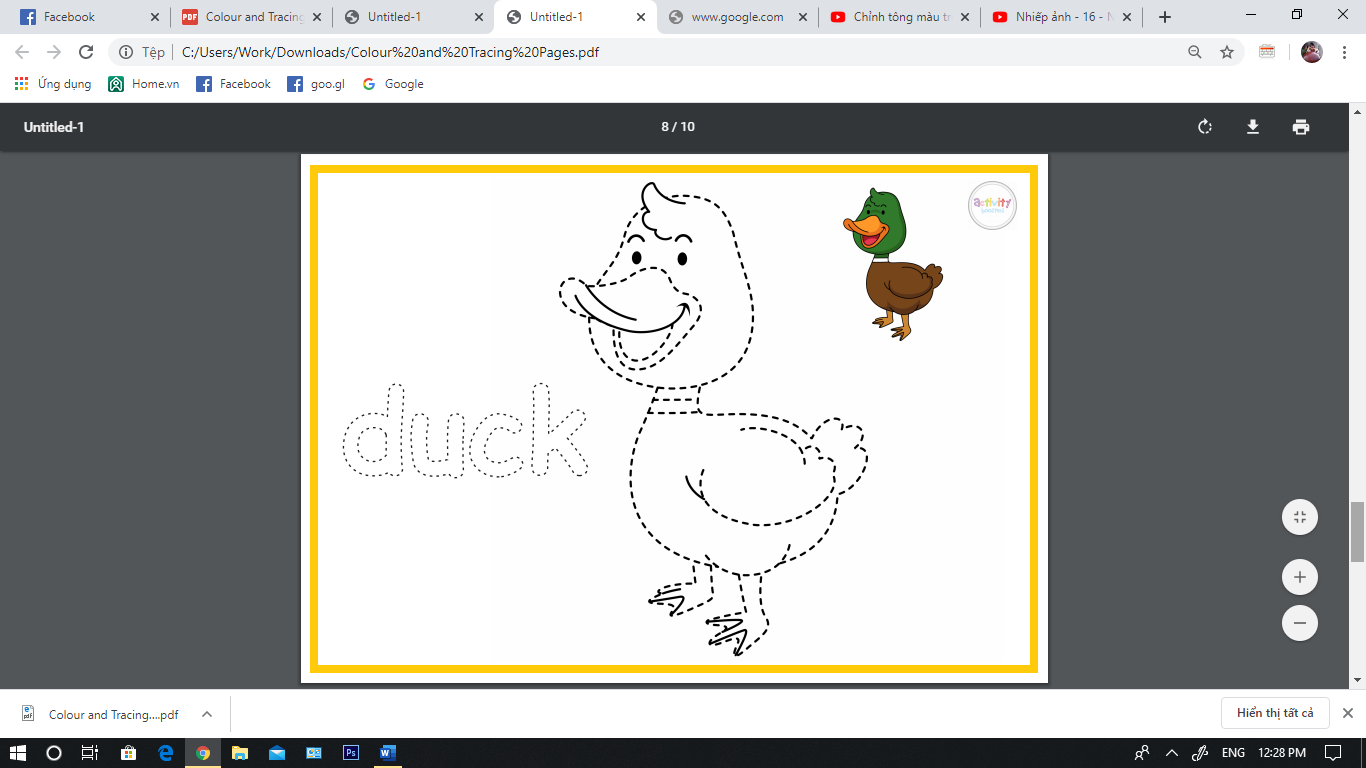 Facebook
Colour and Tracing
Untitled-1
Untitled-1
www.google.com
Chỉnh tông màu tr
Nhiếp ảnh - 16 - N
Tệp
C:/Users/Work/Downloads/Colour%20and%20Tracing%20Pages.pdf
Ứng dụng
Home.vn
Facebook
goo.gl
Google
Untitled-1
8 / 10
activity
duck
Colour and Tracing....pdf
Hiển thị tất cả
ENG
12:28 PM